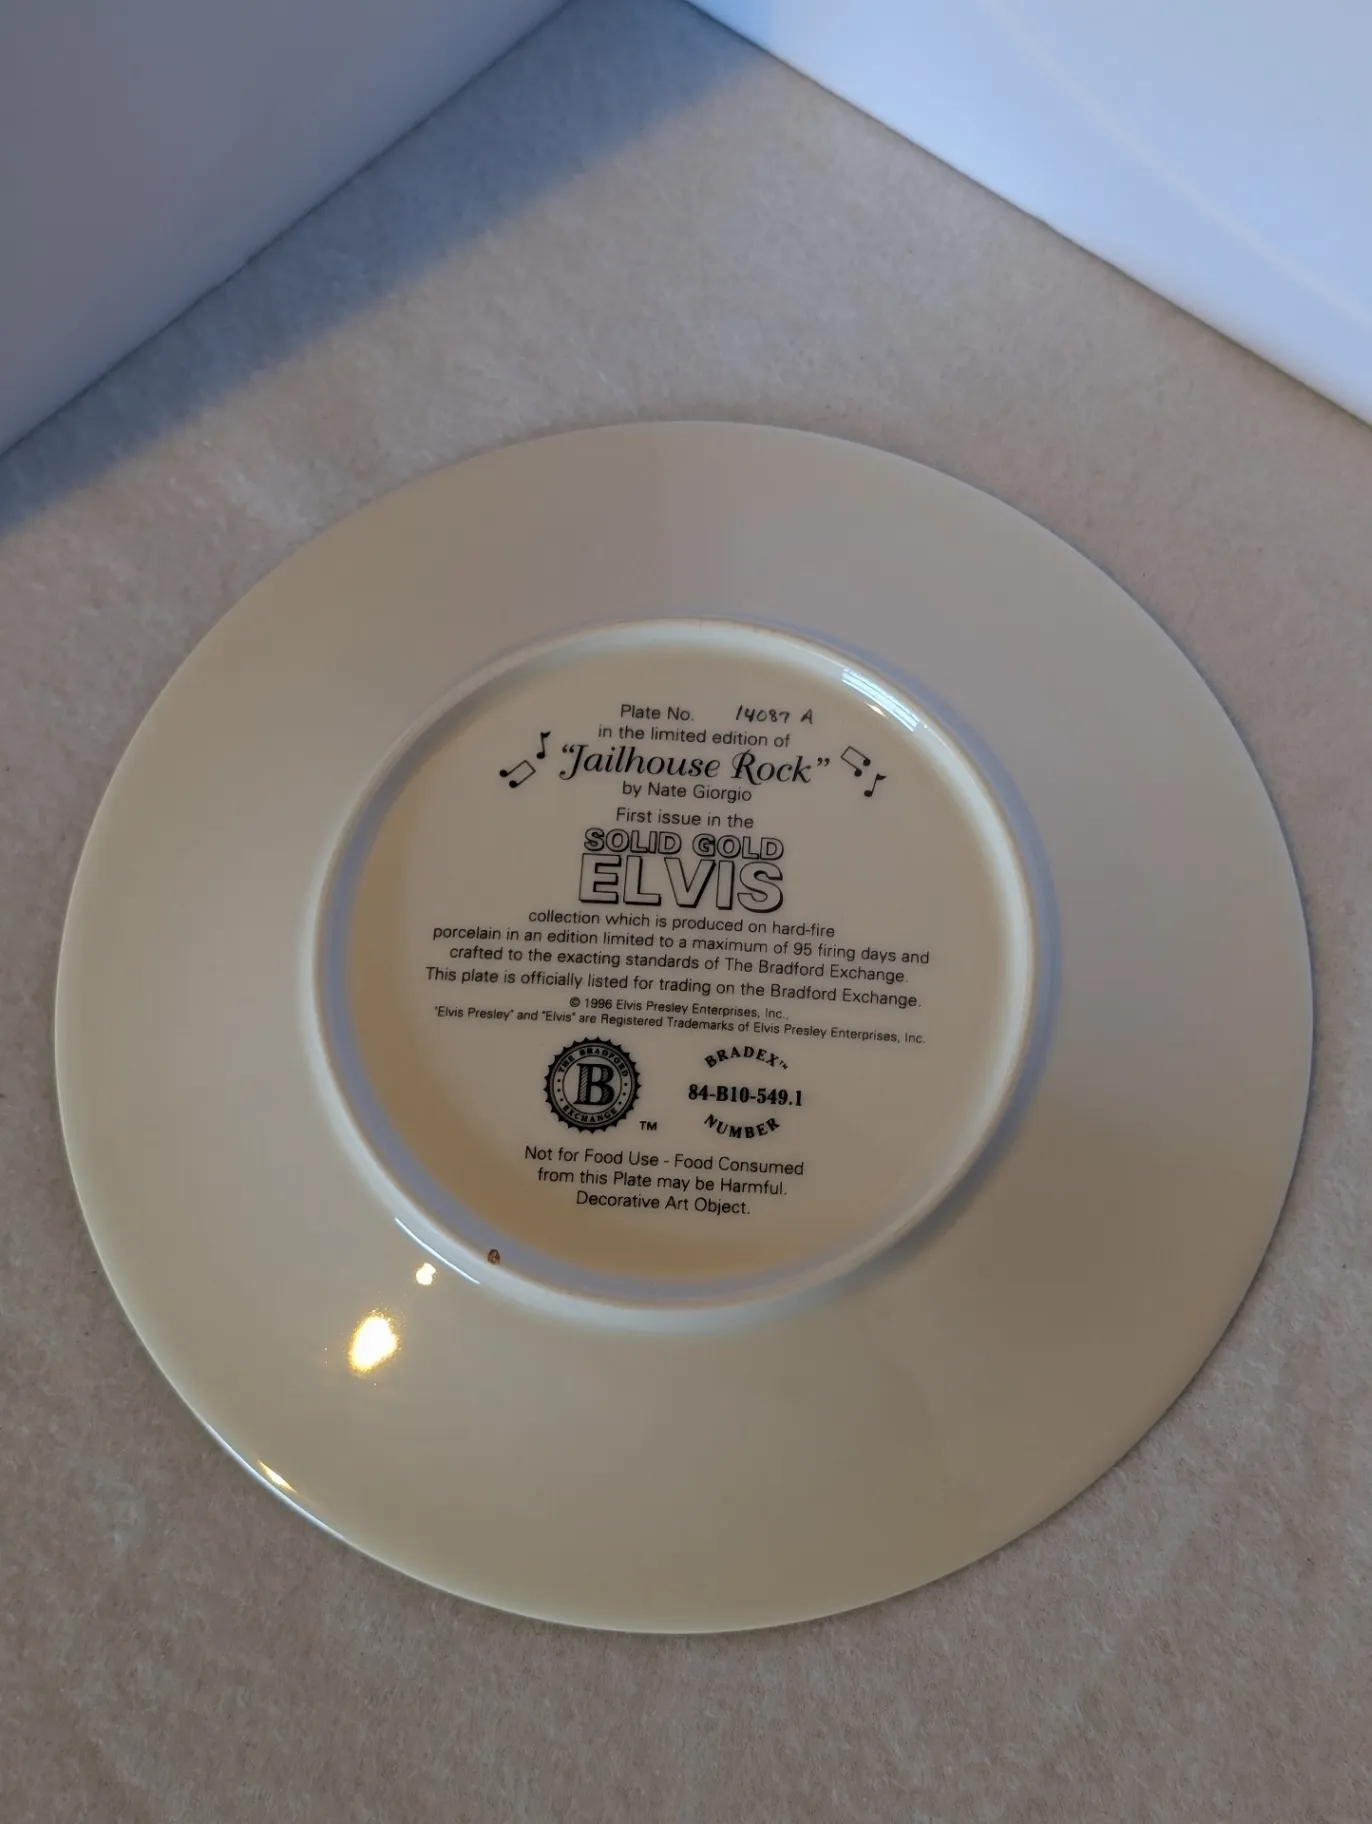 Plate No. 14087 A
in the limited edition of
“Jailhouse Rock”
by Nate Giorgio
First issue in the
SOLID GOLD
ELVIS
collection which is produced on hard-fire
porcelain in an edition limited to a maximum of 95 firing days and
crafted to the exacting standards of The Bradford Exchange.
This plate is officially listed for trading on the Bradford Exchange.
© 1996 Elvis Presley Enterprises, Inc.,
"Elvis Presley" and "Elvis" are Registered Trademarks of Elvis Presley Enterprises, Inc.
THE BRADFORD
B
EXCHANGE
TM
BRADEX™
84-B10-549.1
NUMBER
Not for Food Use - Food Consumed
from this Plate may be Harmful.
Decorative Art Object.